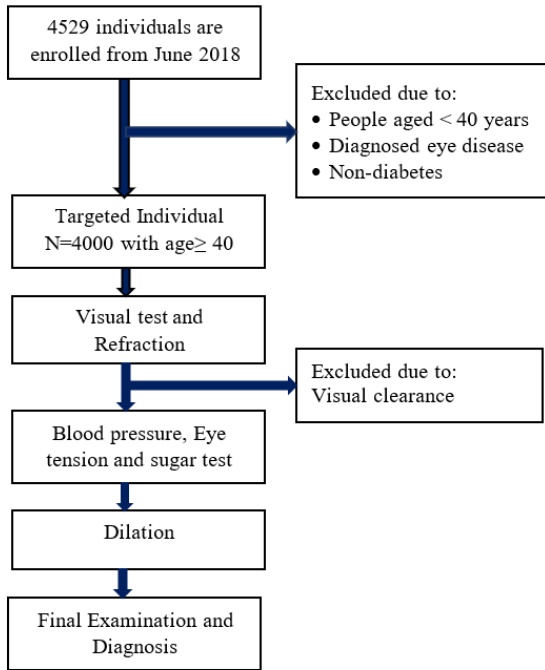 4529 individuals are
enrolled from June 2018
Excluded due to:
• People aged < 40 years
• Diagnosed eye disease
• Non-diabetes
Targeted Individual
N=4000 with age≥ 40
Visual test and
Refraction
Excluded due to:
Visual clearance
Blood pressure, Eye
tension and sugar test
Dilation
Final Examination and
Diagnosis